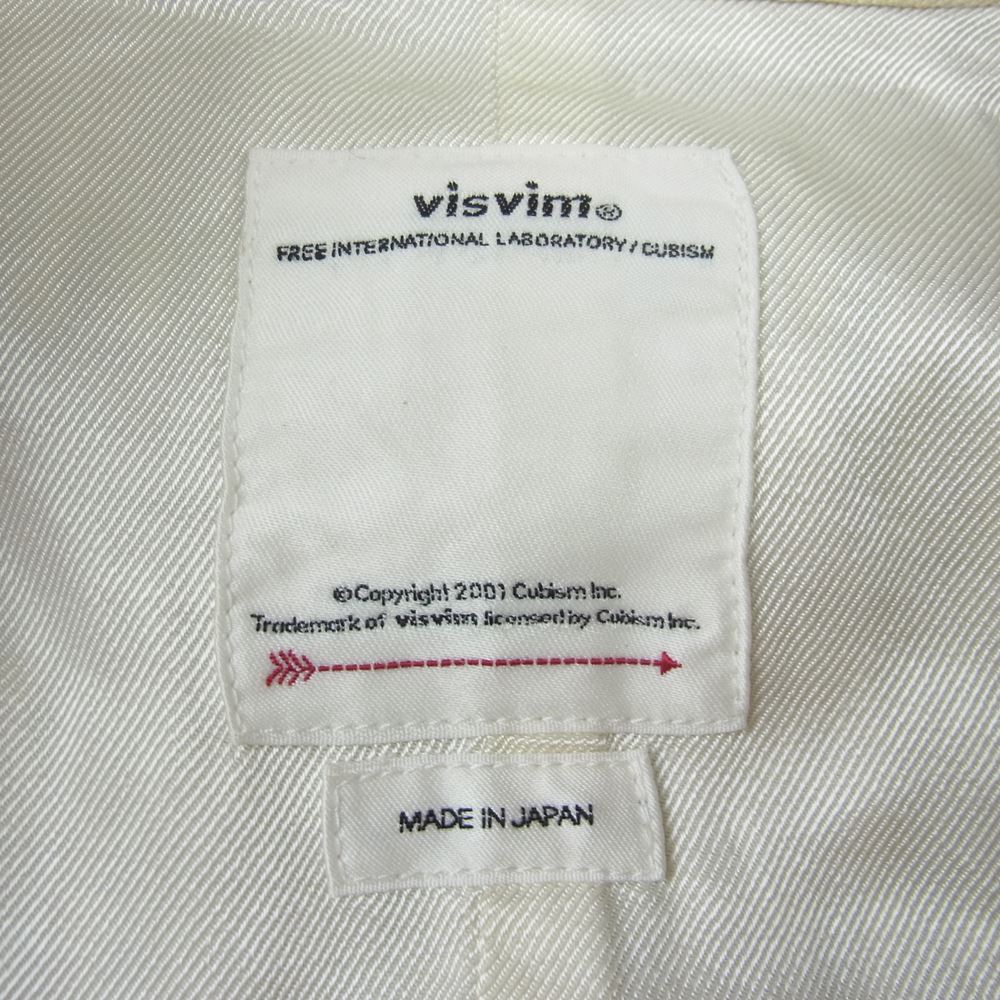 visvim®
FREE INTERNATIONAL LABORATORY / CUBISM
©Copyright 2001 Cubism Inc.
Trademark of visvim licensed by Cubism Inc.
MADE IN JAPAN